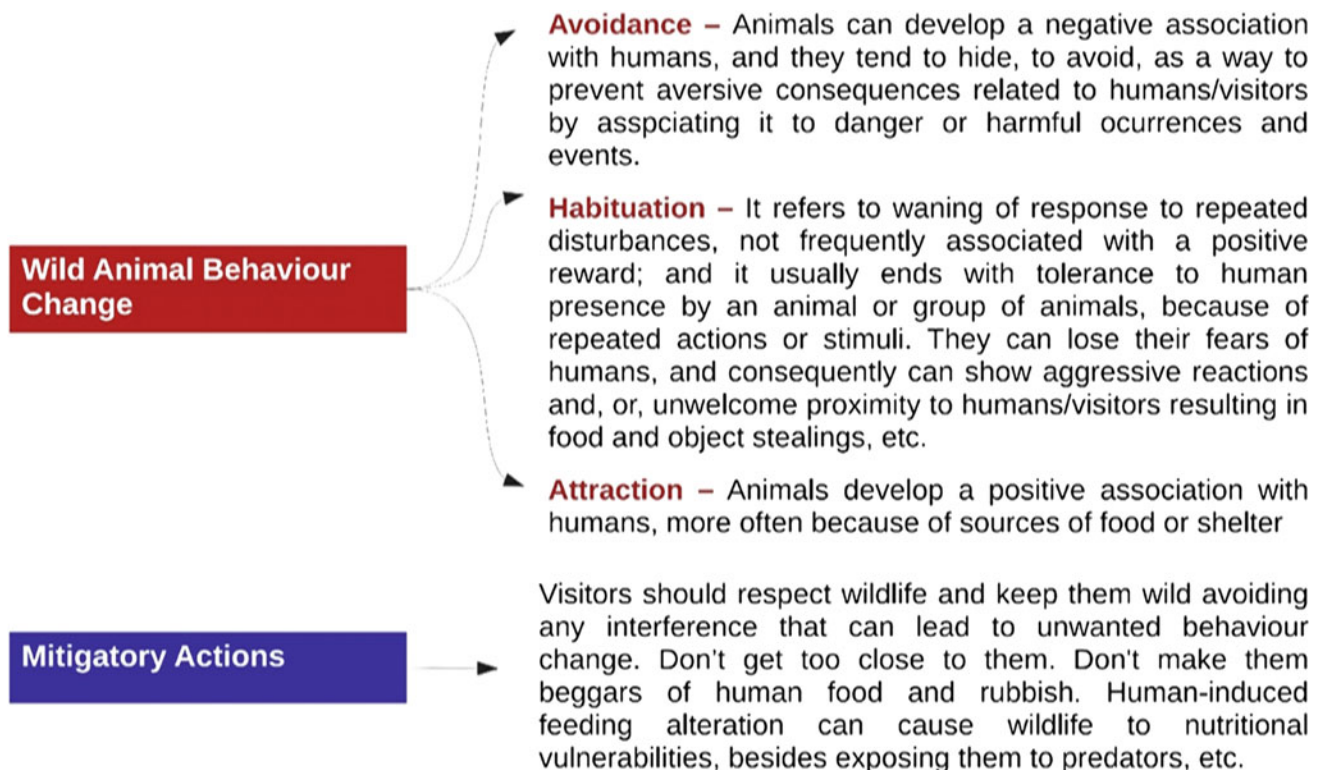 Avoidance – Animals can develop a negative association
with humans, and they tend to hide, to avoid, as a way to
prevent aversive consequences related to humans/visitors
by asspciating it to danger or harmful ocurrences and
events.
Wild Animal Behaviour
Change
Habituation – It refers to waning of response to repeated
disturbances, not frequently associated with a positive
reward; and it usually ends with tolerance to human
presence by an animal or group of animals, because of
repeated actions or stimuli. They can lose their fears of
humans, and consequently can show aggressive reactions
and, or, unwelcome proximity to humans/visitors resulting in
food and object stealings, etc.
Attraction – Animals develop a positive association with
humans, more often because of sources of food or shelter
Mitigatory Actions
Visitors should respect wildlife and keep them wild avoiding
any interference that can lead to unwanted behaviour
change. Don't get too close to them. Don't make them
beggars of human food and rubbish. Human-induced
feeding alteration can cause wildlife to nutritional
vulnerabilities, besides exposing them to predators, etc.